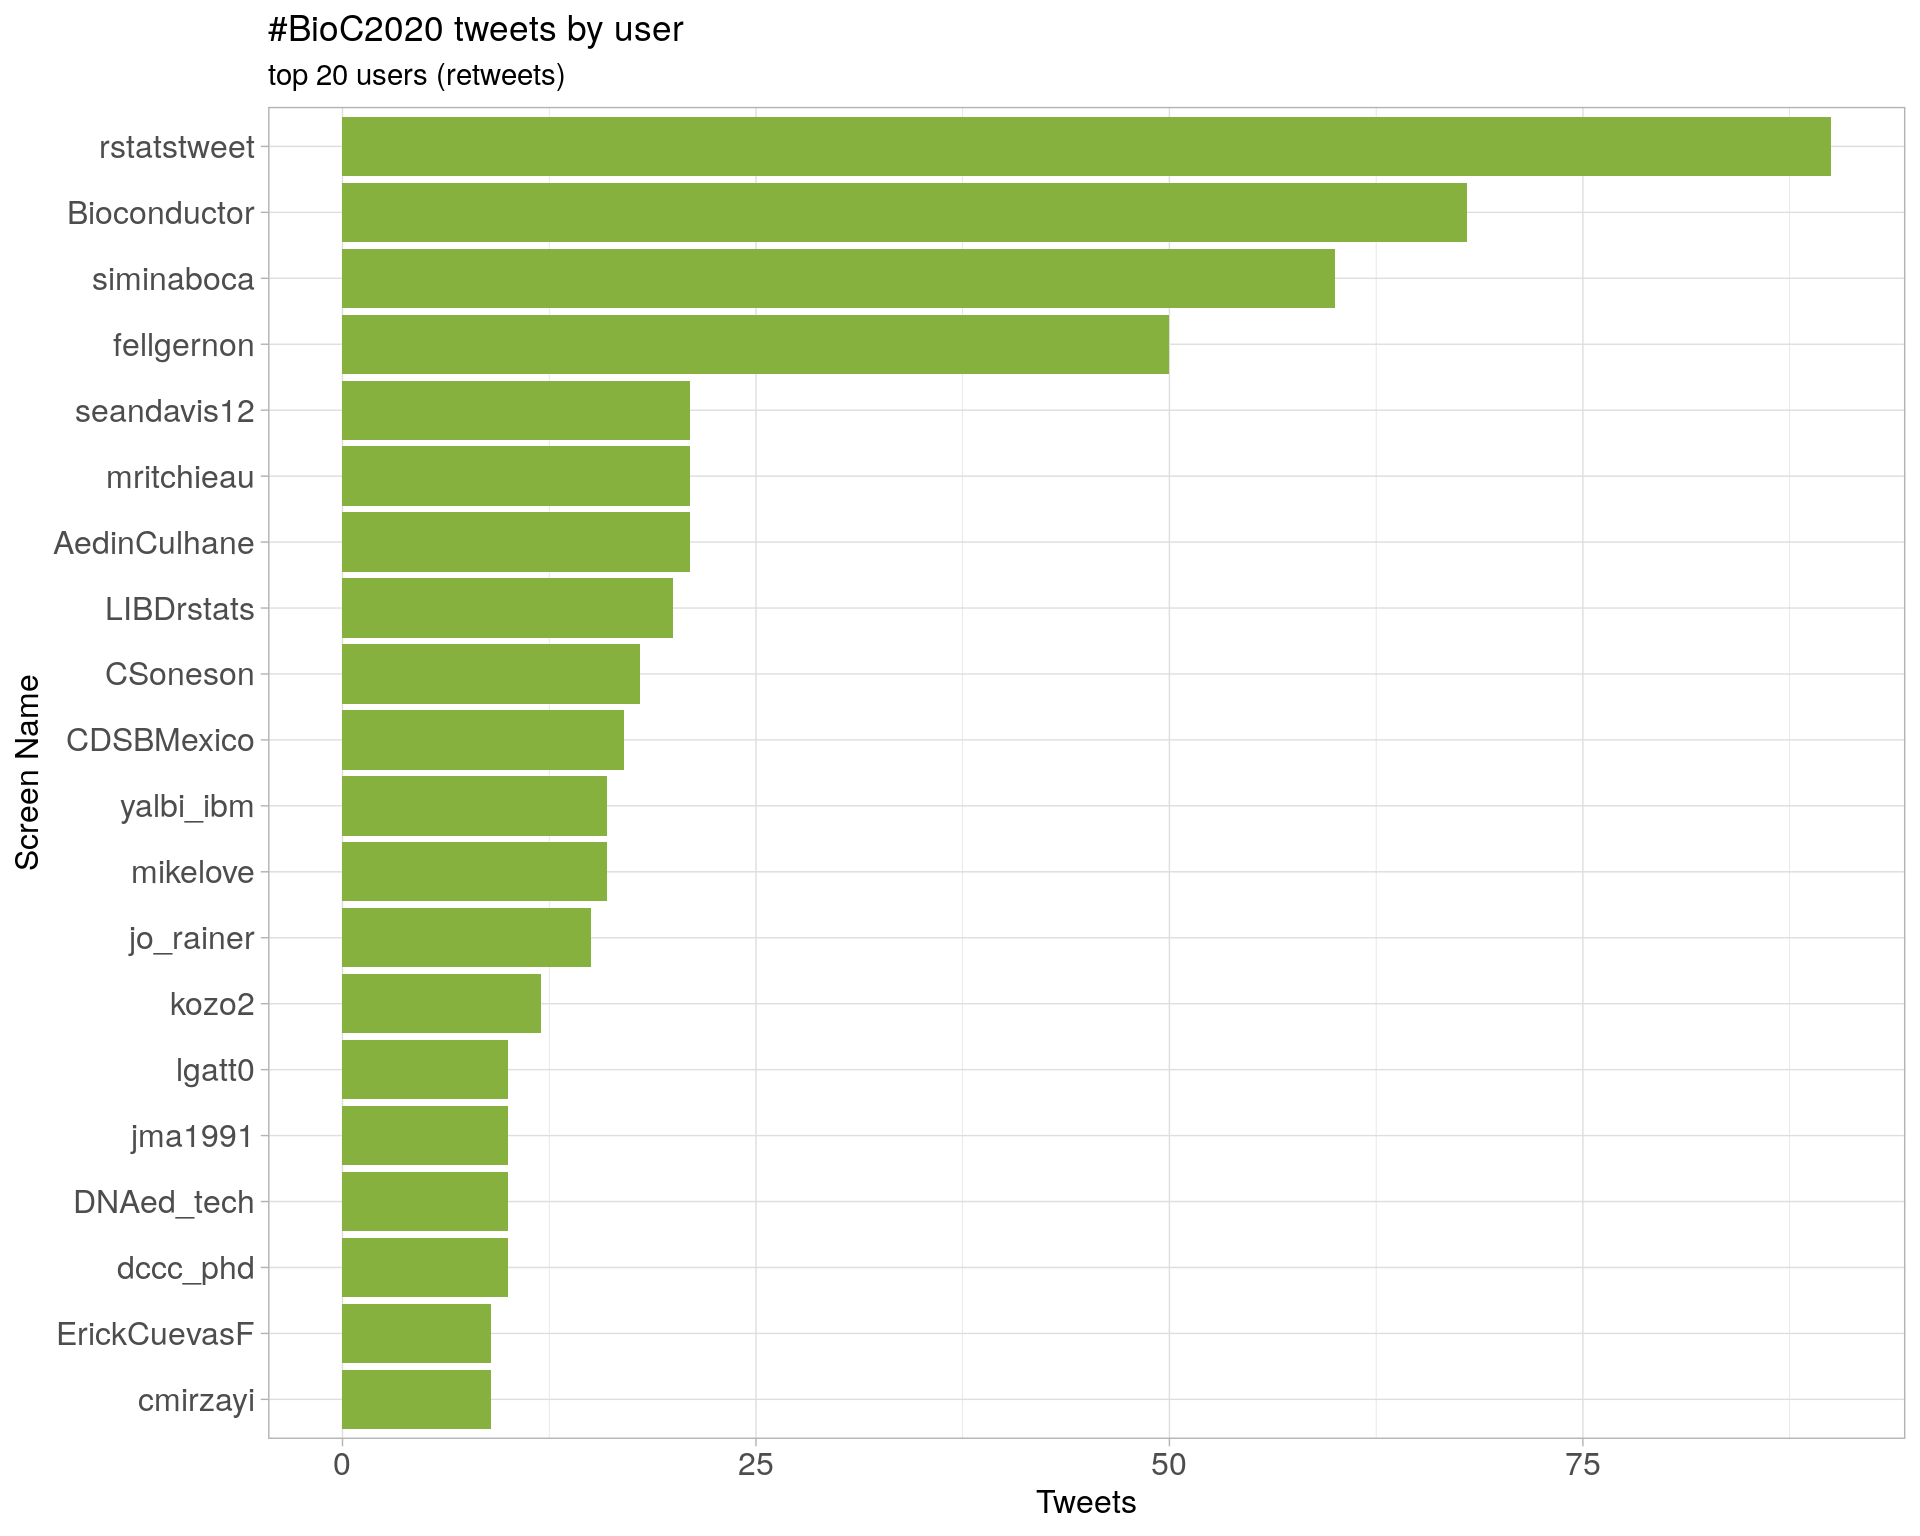 #BioC2020 tweets by user
top 20 users (retweets)
rstatstweet
Bioconductor
siminaboca
fellgernon
seandavis12
mritchieau
AedinCulhane
LIBDrstats
CSoneson
CDSBMexico
yalbi_ibm
mikelove
jo_rainer
kozo2
lgatt0
jma1991
DNAed_tech
dccc_phd
ErickCuevasF
cmirzayi
Screen Name
0 25 50 75
Tweets